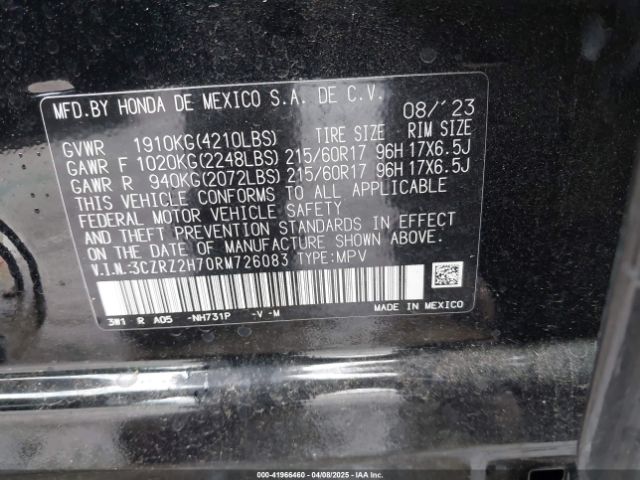 MFD.BY HONDA DE MEXICO S.A. DE C.V. 08/'23
GVWR 1910KG(4210LBS) TIRE SIZE RIM SIZE
GAWR F 1020KG(2248LBS) 215/60R17 96H 17X6.5J
GAWR R 940KG(2072LBS) 215/60R17 96H 17X6.5J
THIS VEHICLE CONFORMS TO ALL APPLICABLE
FEDERAL MOTOR VEHICLE SAFETY
AND THEFT PREVENTION STANDARDS IN EFFECT
ON THE DATE OF MANUFACTURE SHOWN ABOVE.
V.I.N.:3CZRZ2H70RM726083 TYPE:MPV
3W1 R A05 -NH731P -V -M MADE IN MEXICO
000-41966460 04/08/2025 IAAHOLDINGS, LLC.